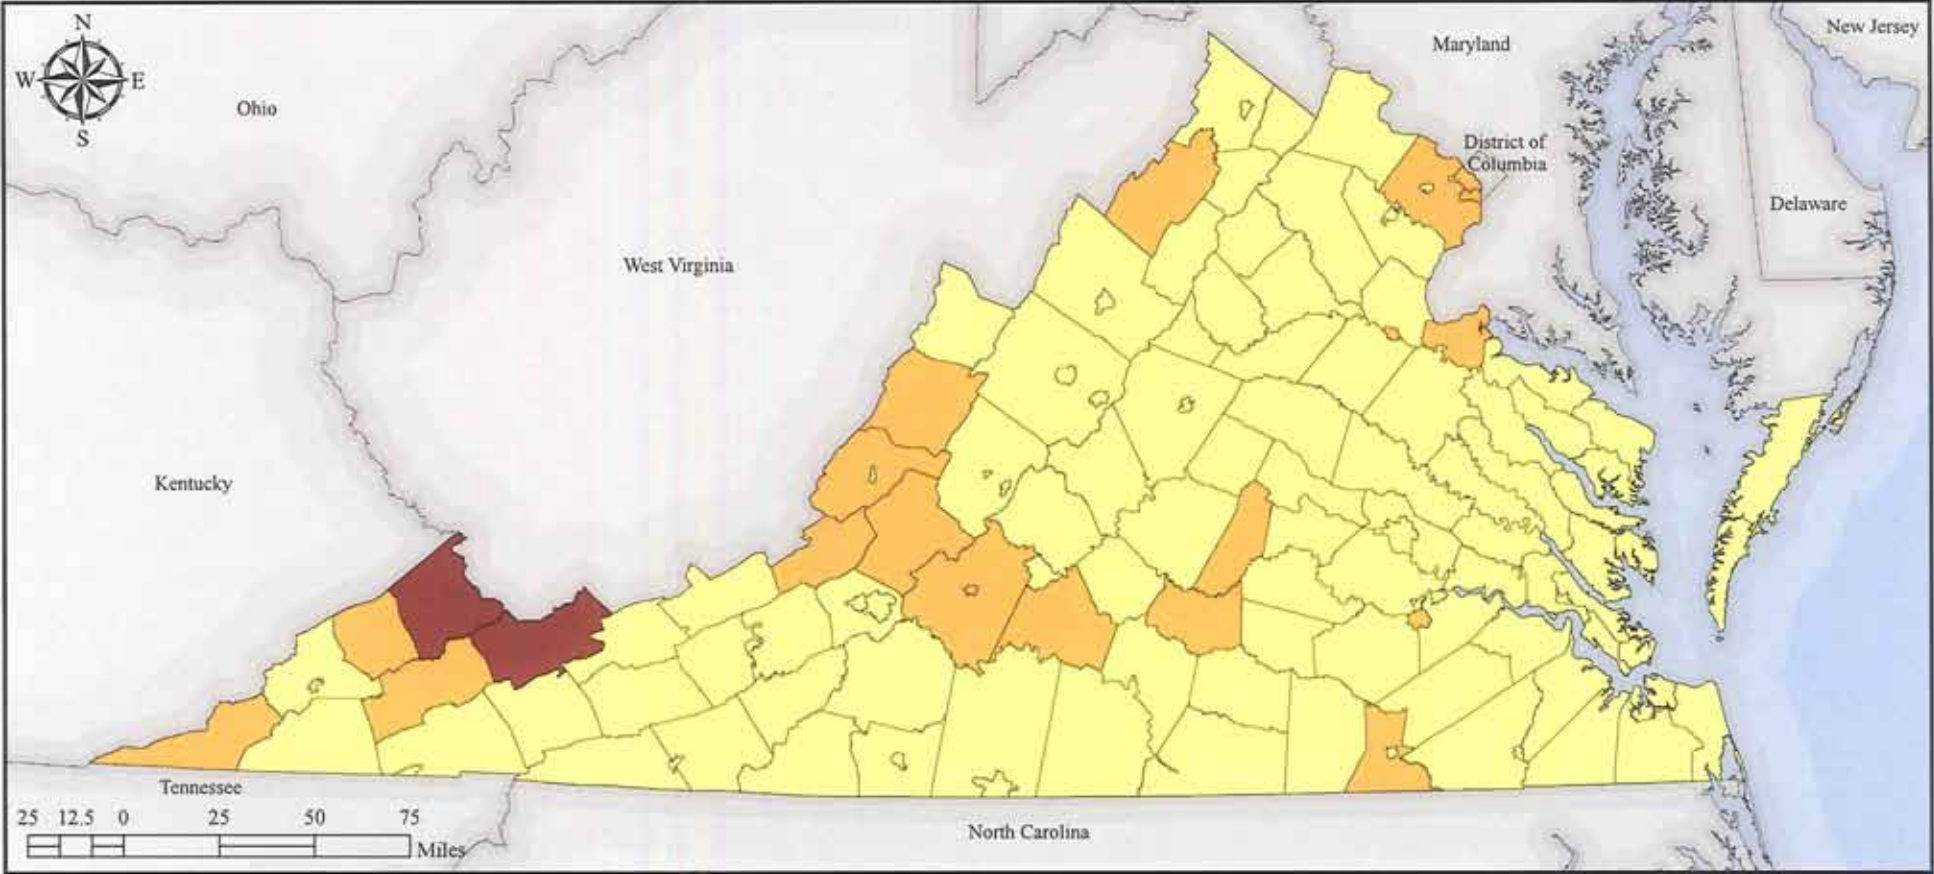 N
W E
S
Ohio
Maryland
New Jersey
District of
Columbia
Delaware
West Virginia
Kentucky
Tennessee
North Carolina
25 12.5 0 25 50 75
Miles